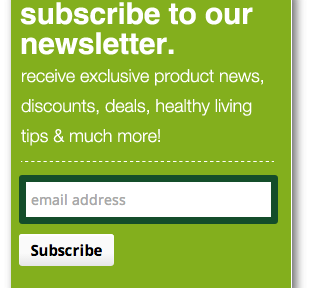 subscribe to our
newsletter.
receive exclusive product news,
discounts, deals, healthy living
tips & much more!
email address
Subscribe